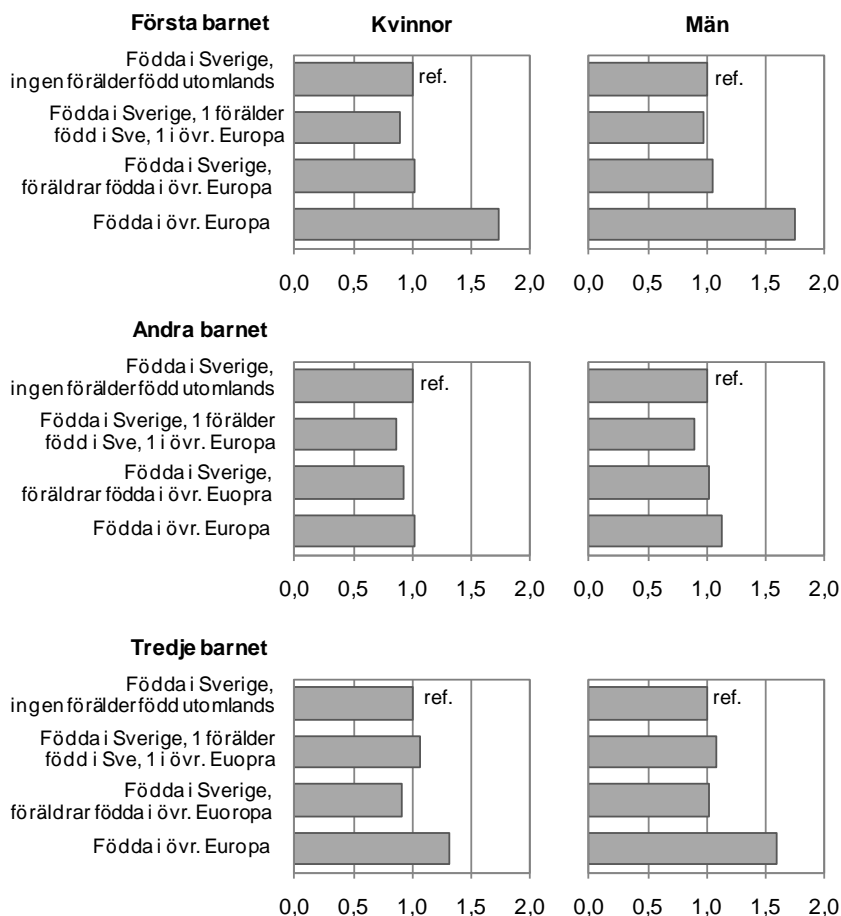 Första barnet
Kvinnor
Män
Födda i Sverige,
ingen förälder född utomlands
ref.
ref.
Födda i Sverige, 1 förälder
född i Sve, 1 i övr. Europa
Födda i Sverige,
föräldrar födda i övr. Europa
Födda i övr. Europa
0,0 0,5 1,0 1,5 2,0
0,0 0,5 1,0 1,5 2,0
Andra barnet
Födda i Sverige,
ingen förälder född utomlands
ref.
ref.
Födda i Sverige, 1 förälder
född i Sve, 1 i övr. Europa
Födda i Sverige,
föräldrar födda i övr. Euopra
Födda i övr. Europa
0,0 0,5 1,0 1,5 2,0
0,0 0,5 1,0 1,5 2,0
Tredje barnet
Födda i Sverige,
ingen förälder född utomlands
ref.
ref.
Födda i Sverige, 1 förälder
född i Sve, 1 i övr. Euopra
Födda i Sverige,
föräldrar födda i övr. Euoropa
Födda i övr. Europa
0,0 0,5 1,0 1,5 2,0
0,0 0,5 1,0 1,5 2,0